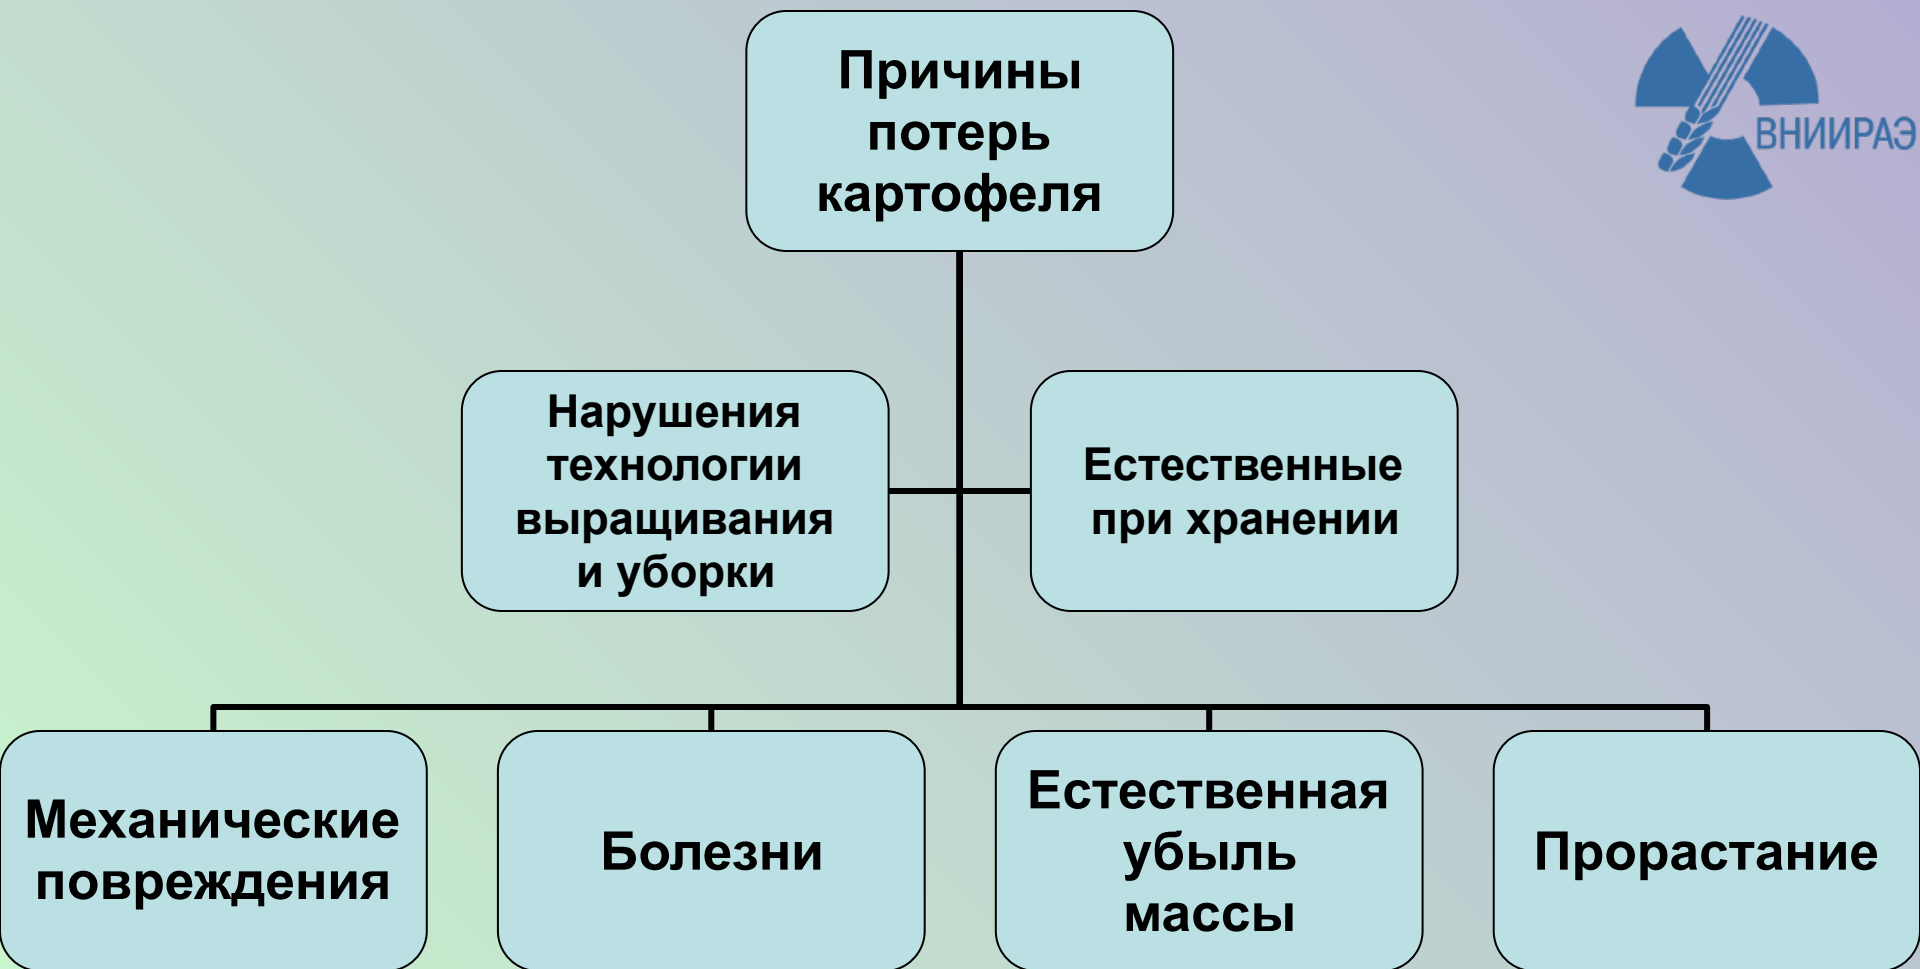 Причины
потерь
картофеля
ВНИИРАЭ
Нарушения
технологии
выращивания
и уборки
Естественные
при хранении
Механические
повреждения
Болезни
Естественная
убыль
массы
Прорастание